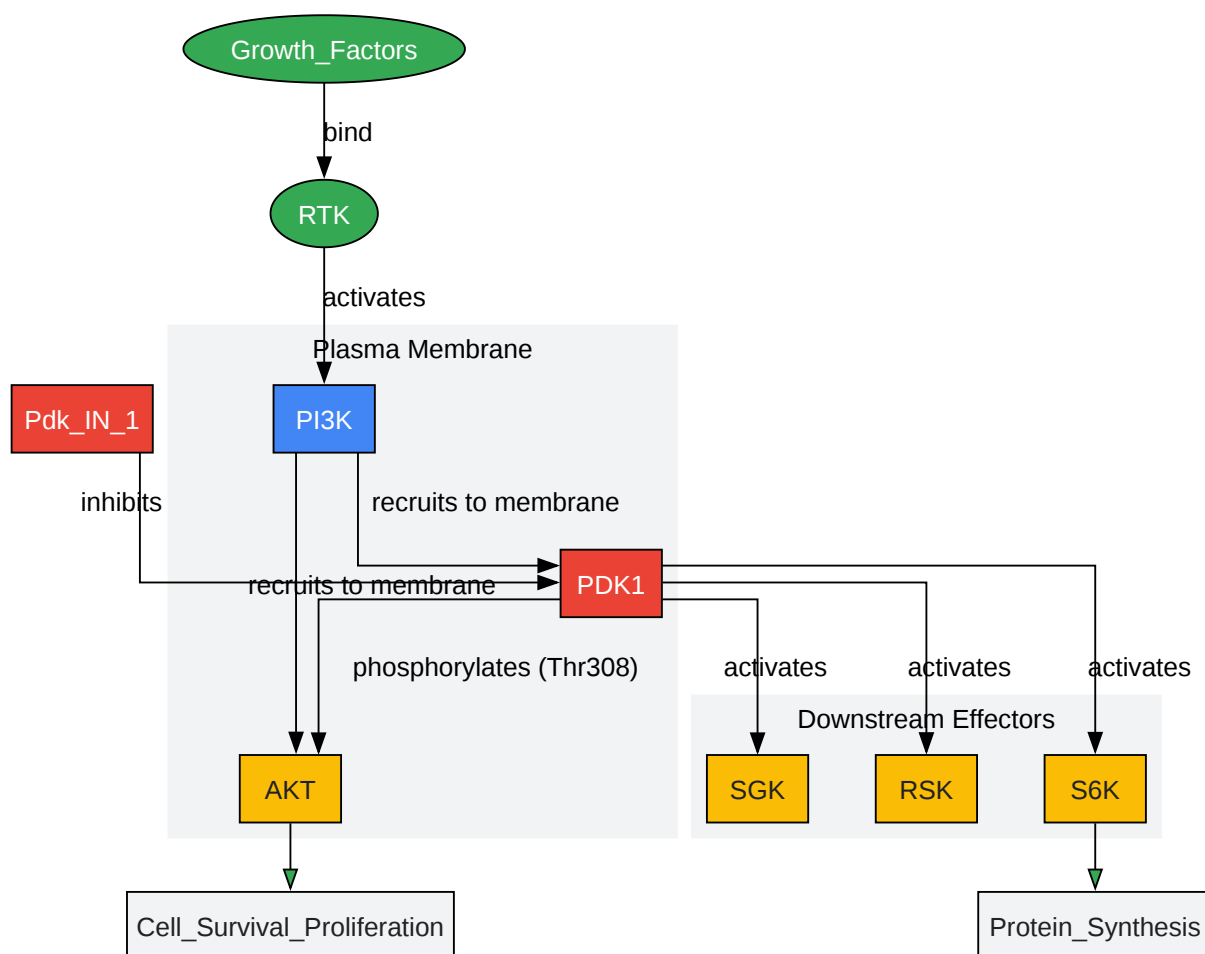 Growth_Factors
bind
RTK
activates
Plasma Membrane
Pdk_IN_1
PI3K
inhibits
recruits to membrane
recruits to membrane
PDK1
phosphorylates (Thr308)
activates
activates
activates
Downstream Effectors
AKT
SGK
RSK
S6K
Cell_Survival_Proliferation
Protein_Synthesis